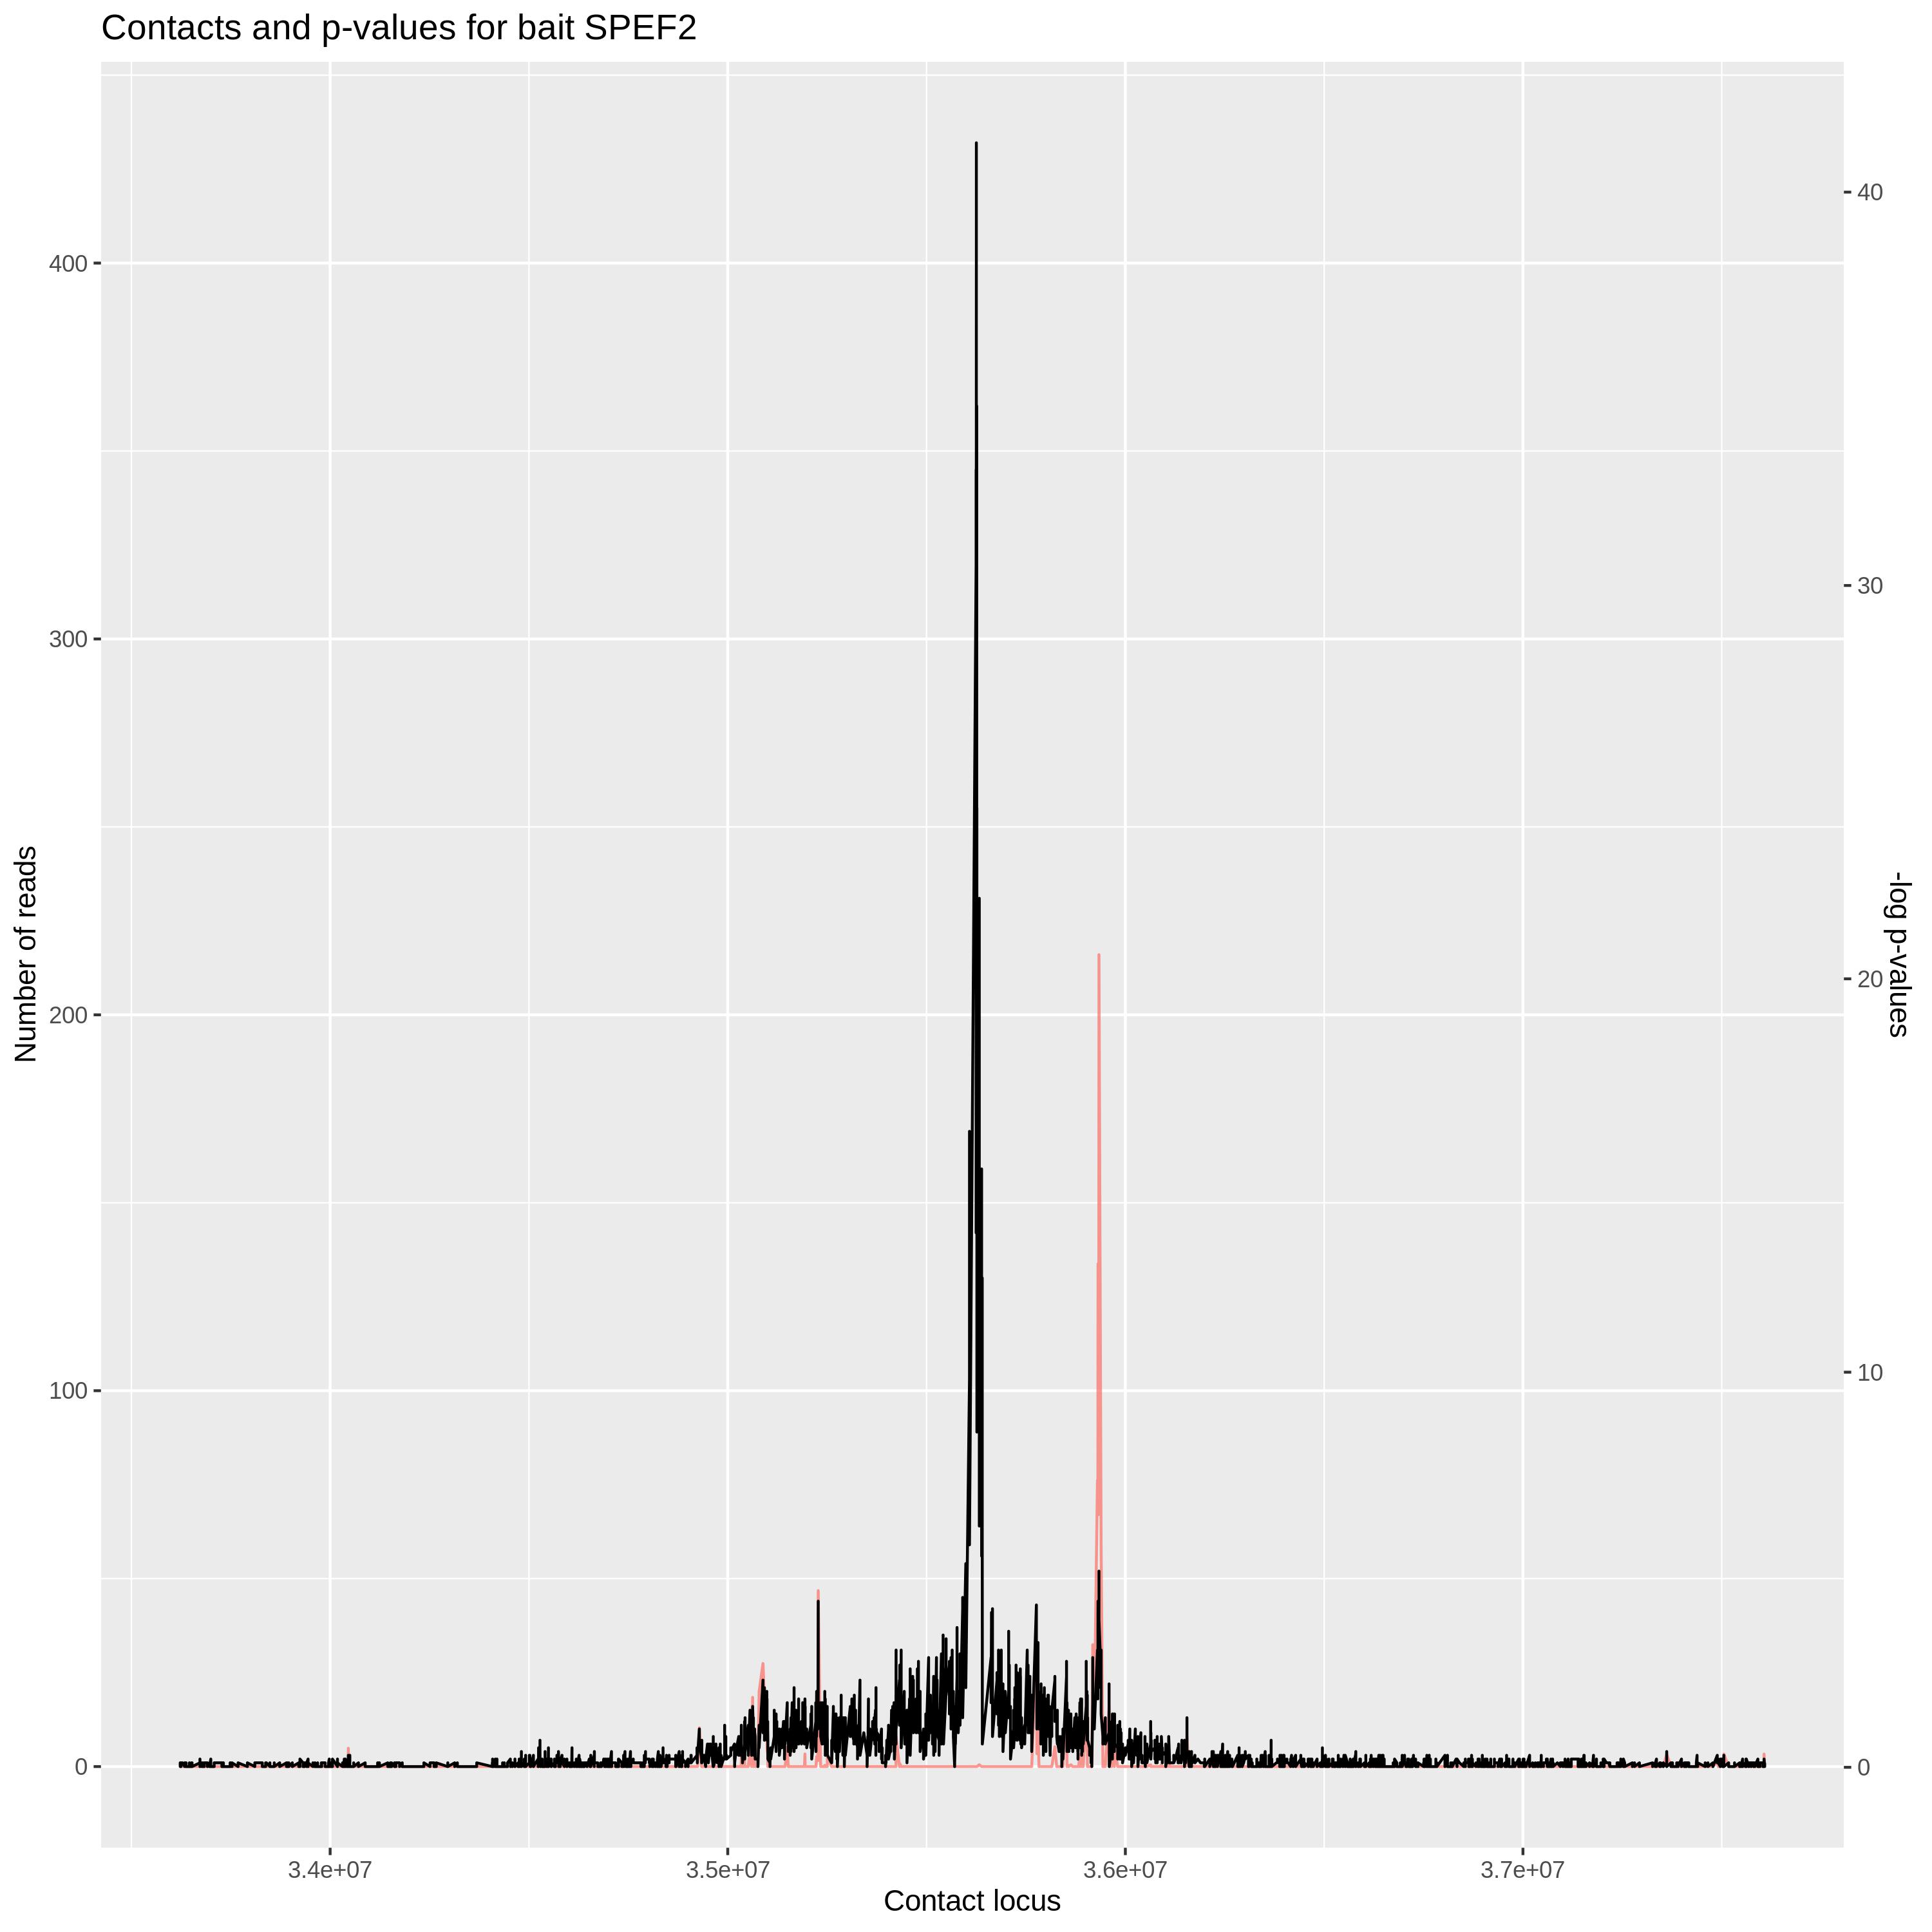 Contacts and p-values for bait SPEF2
400
300
200
100
0
Number of reads
40
30
20
10
0
-log p-values
3.4e+07 3.5e+07 3.6e+07 3.7e+07
Contact locus